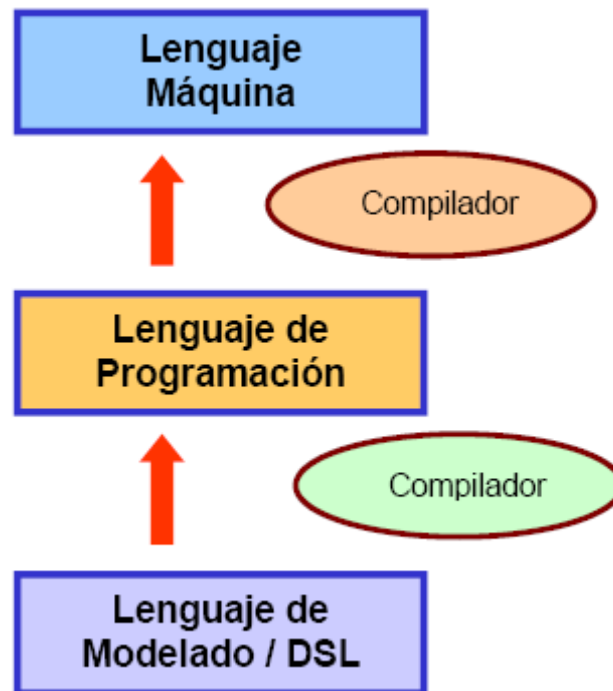 Lenguaje
Máquina
Compilador
Lenguaje de
Programación
Compilador
Lenguaje de
Modelado / DSL